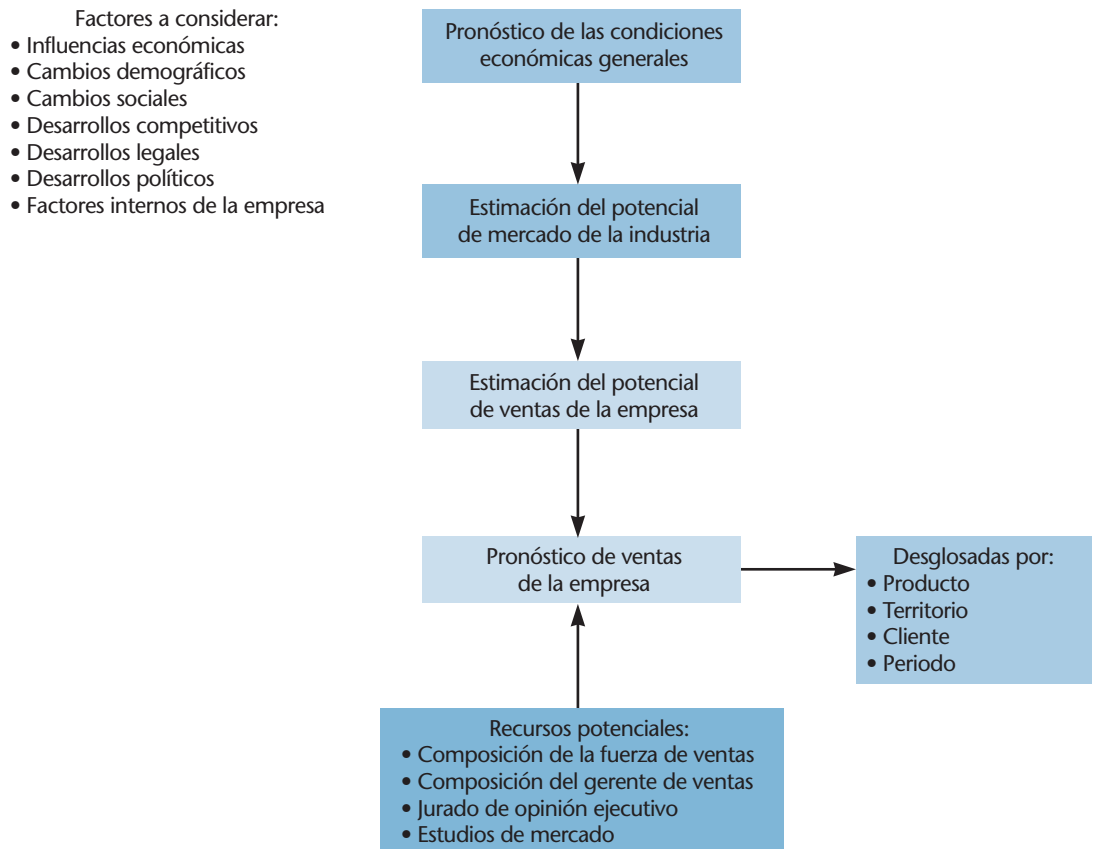 Factores a considerar:
• Influencias económicas
• Cambios demográficos
• Cambios sociales
• Desarrollos competitivos
• Desarrollos legales
• Desarrollos políticos
• Factores internos de la empresa
Pronóstico de las condiciones
económicas generales
Estimación del potencial
de mercado de la industria
Estimación del potencial
de ventas de la empresa
Pronóstico de ventas
de la empresa
Desglosadas por:
• Producto
• Territorio
• Cliente
• Periodo
Recursos potenciales:
• Composición de la fuerza de ventas
• Composición del gerente de ventas
• Jurado de opinión ejecutivo
• Estudios de mercado